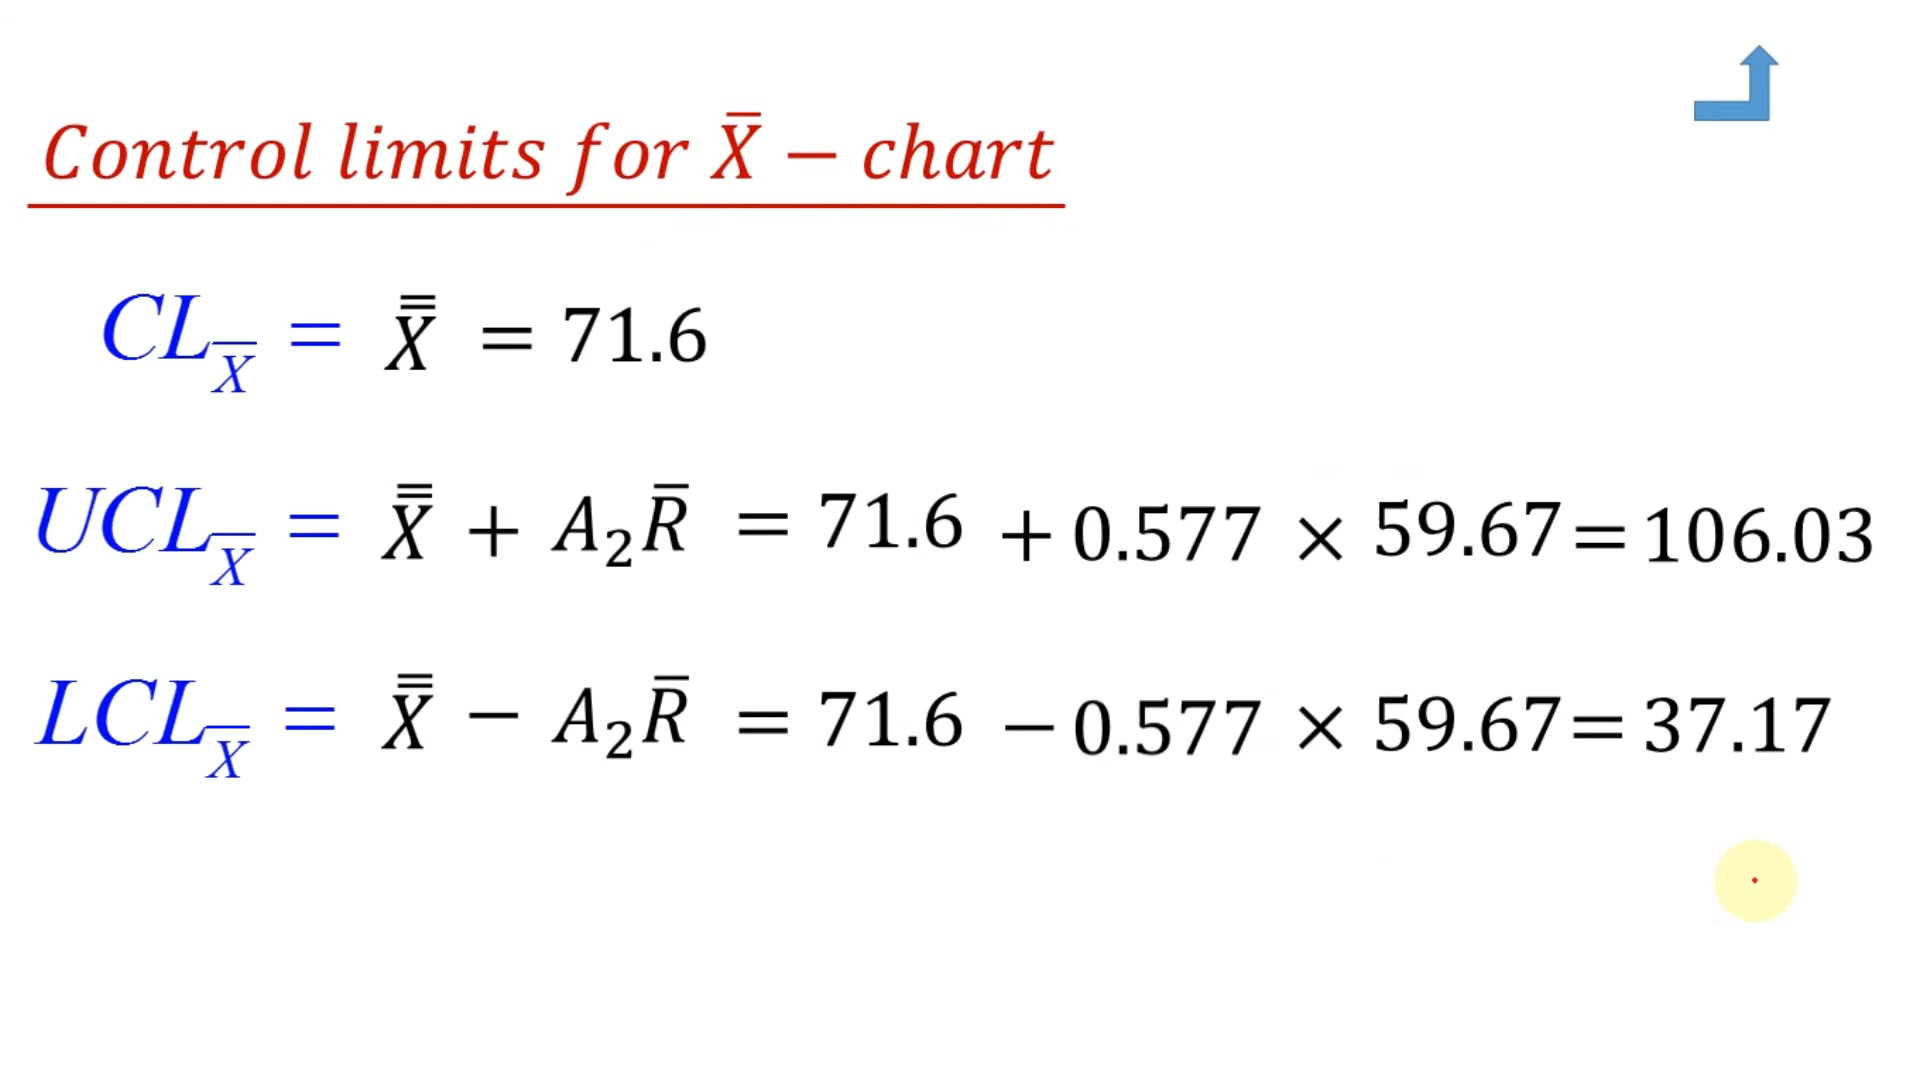 Control limits for X̄ − chart
CL_X̄ = X̿ = 71.6
UCL_X̄ = X̿ + A₂R̄ = 71.6 + 0.577 × 59.67 = 106.03
LCL_X̄ = X̿ − A₂R̄ = 71.6 − 0.577 × 59.67 = 37.17